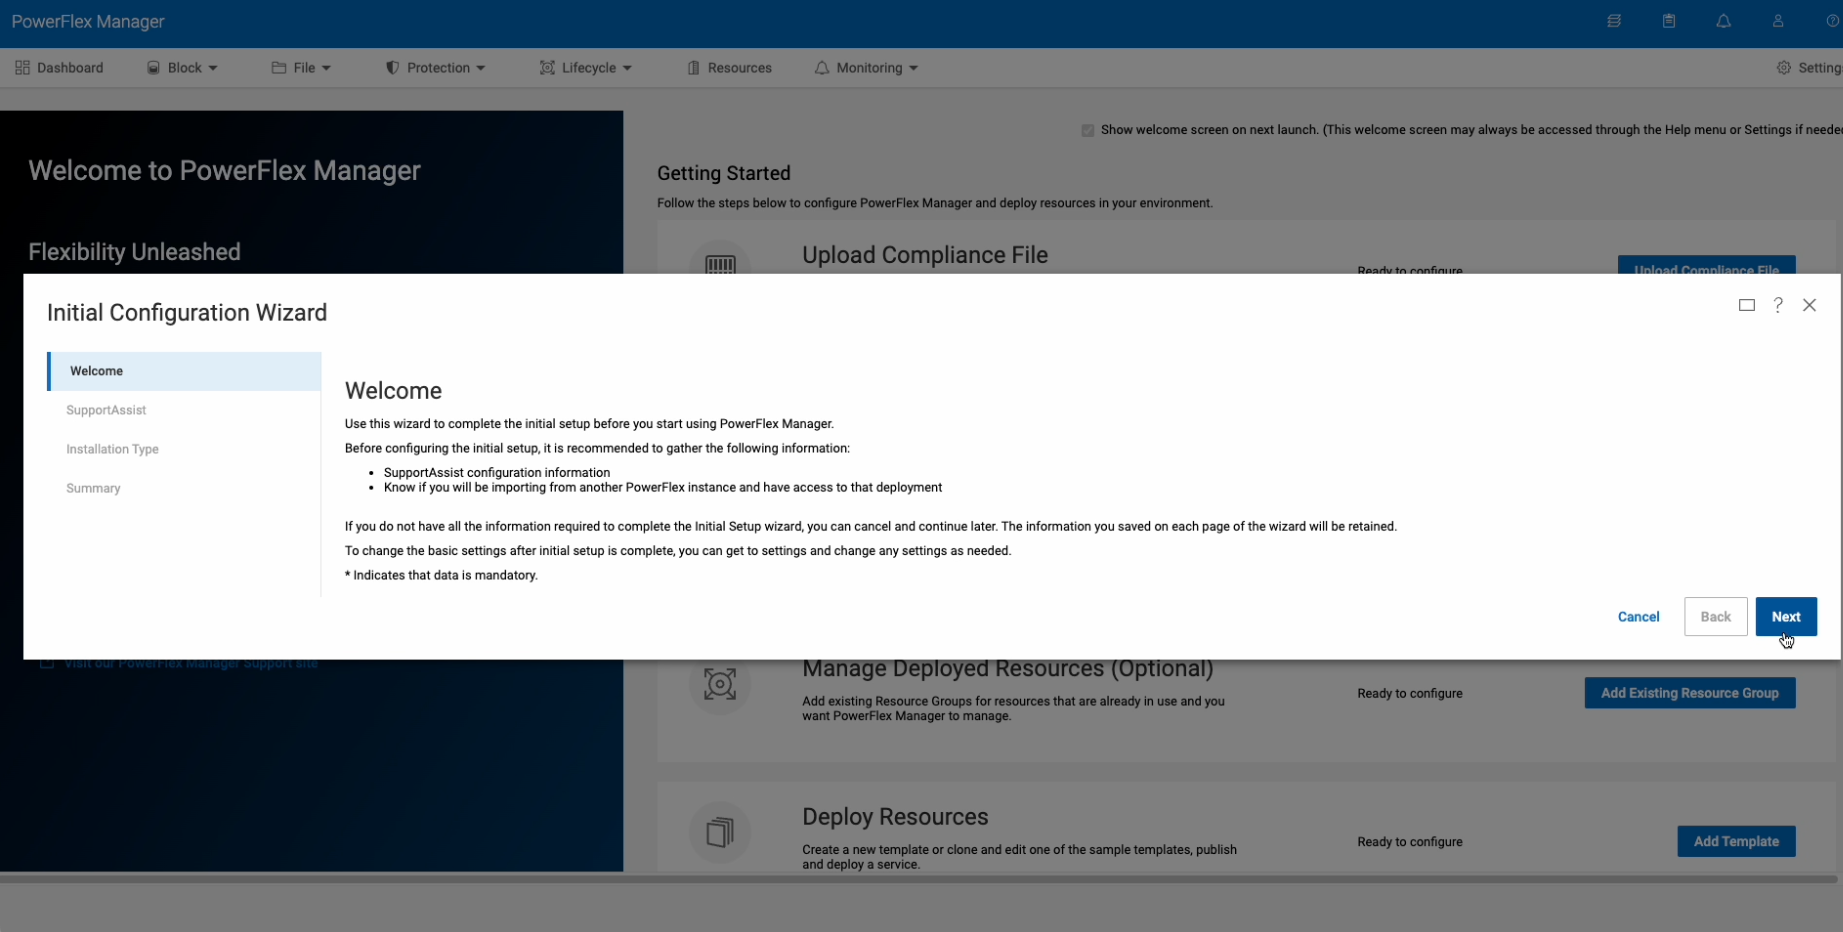 PowerFlex Manager
Dashboard
Block
File
Protection
Lifecycle
Resources
Monitoring
Show welcome screen on next launch. (This welcome screen may always be accessed through the Help menu or Settings if
Welcome to PowerFlex Manager
Flexibility Unleashed
Getting Started
Follow the steps below to configure PowerFlex Manager and deploy resources in your environment.
Upload Compliance File
Ready to configure
Upload Compliance File
Initial Configuration Wizard
?
Welcome
SupportAssist
Installation Type
Summary
Welcome
Use this wizard to complete the initial setup before you start using PowerFlex Manager.
Before configuring the initial setup, it is recommended to gather the following information:
• SupportAssist configuration information
• Know if you will be importing from another PowerFlex instance and have access to that deployment
If you do not have all the information required to complete the Initial Setup wizard, you can cancel and continue later. The information you saved on each page of the wizard will be retained.
To change the basic settings after initial setup is complete, you can get to settings and change any settings as needed.
* Indicates that data is mandatory.
Cancel
Back
Next
Visit our PowerFlex Manager Support site
Manage Deployed Resources (Optional)
Add existing Resource Groups for resources that are already in use and you
want PowerFlex Manager to manage.
Ready to configure
Add Existing Resource Group
Deploy Resources
Create a new template or clone and edit one of the sample templates, publish
and deploy a service.
Ready to configure
Add Template